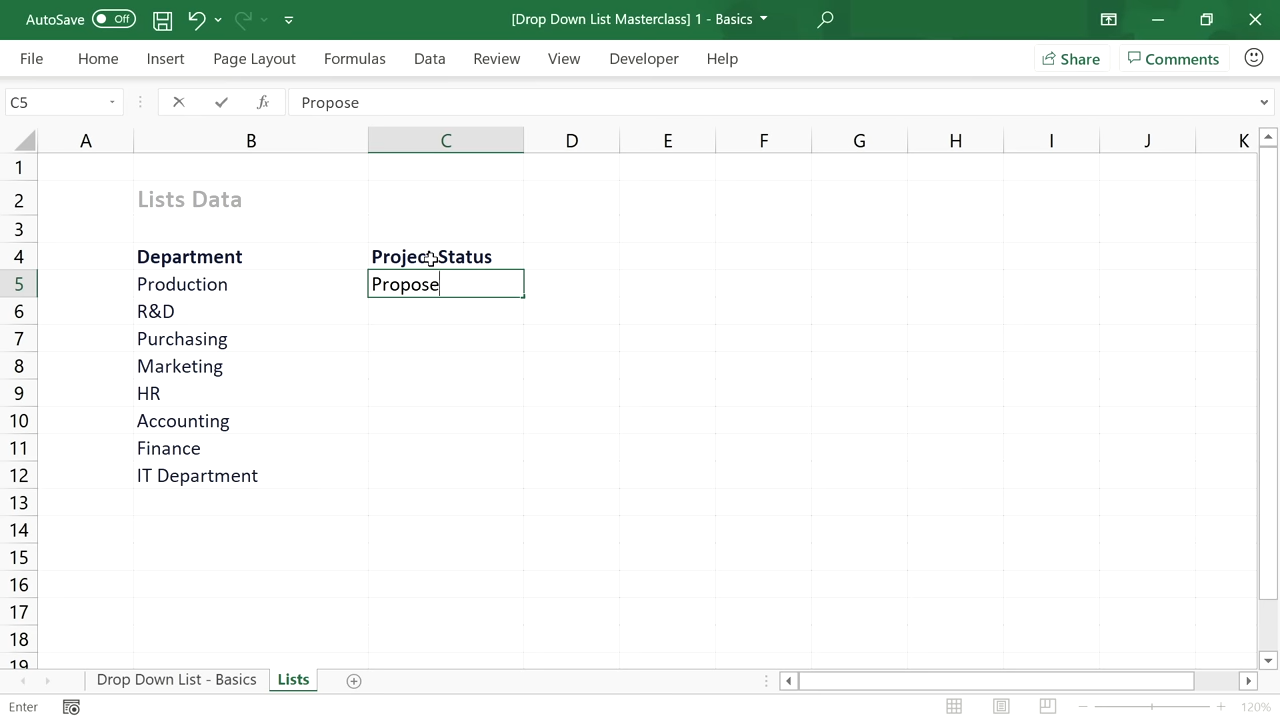 AutoSave Off [Drop Down List Masterclass] 1 - Basics
File Home Insert Page Layout Formulas Data Review View Developer Help Share Comments
C5 fx Propose
A B C D E F G H I J K
1
2 Lists Data
3
4 Department Project Status
5 Production Propose
6 R&D
7 Purchasing
8 Marketing
9 HR
10 Accounting
11 Finance
12 IT Department
13
14
15
16
17
18
19
Drop Down List - Basics Lists
Enter 120%